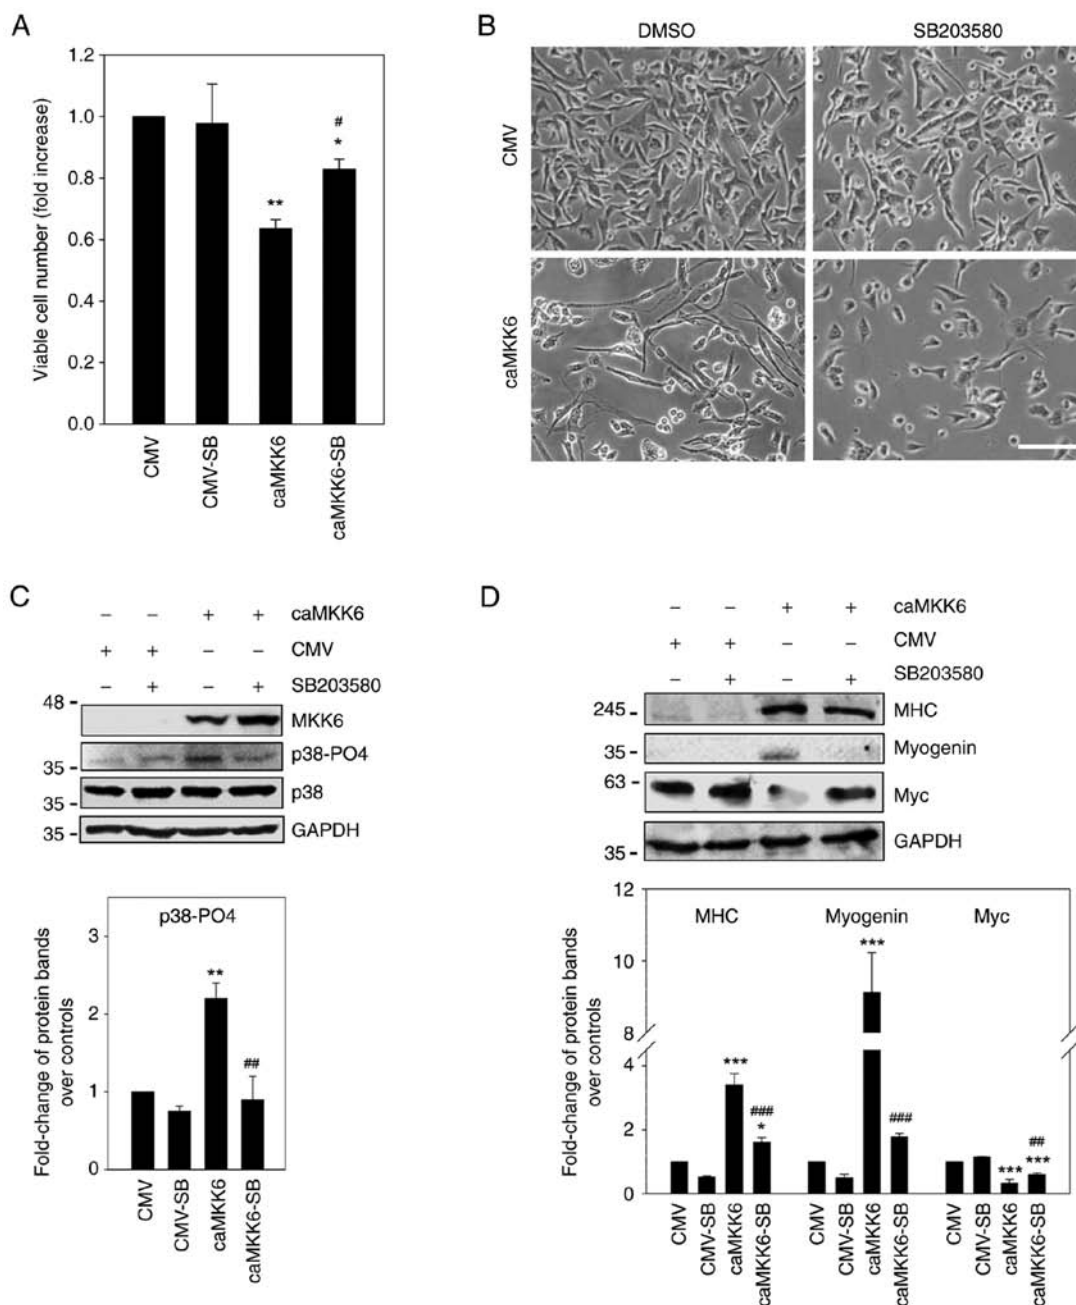 A
1.2
1.0
0.8
0.6
0.4
0.2
0.0
Viable cell number (fold increase)
**
#
*
CMV
CMV-SB
caMKK6
caMKK6-SB
B
DMSO
SB203580
CMV
caMKK6
C
– – + + caMKK6
+ + – – CMV
– + – + SB203580
48
MKK6
35
p38-PO4
35
p38
35
GAPDH
p38-PO4
3
2
1
0
Fold-change of protein bands
over controls
**
##
CMV
CMV-SB
caMKK6
caMKK6-SB
D
– – + + caMKK6
+ + – – CMV
– + – + SB203580
245
MHC
35
Myogenin
63
Myc
35
GAPDH
12
10
8
4
2
0
Fold-change of protein bands
over controls
MHC Myogenin Myc
***
###
*
***
###
***
##
***
CMV
CMV-SB
caMKK6
caMKK6-SB
CMV
CMV-SB
caMKK6
caMKK6-SB
CMV
CMV-SB
caMKK6
caMKK6-SB